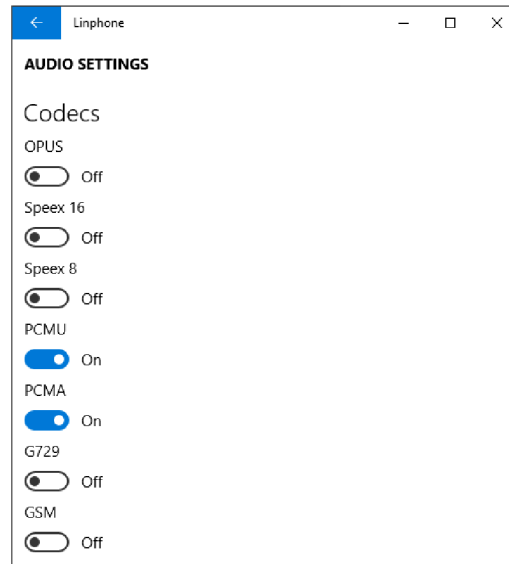 Linphone
AUDIO SETTINGS
Codecs
OPUS
Off
Speex 16
Off
Speex 8
Off
PCMU
On
PCMA
On
G729
Off
GSM
Off